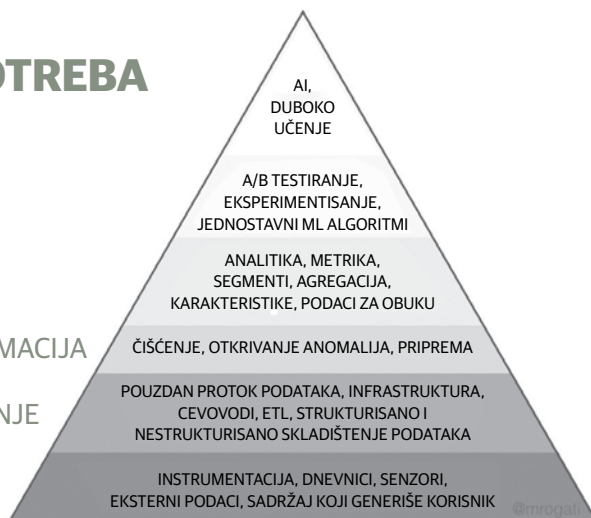 OTREBA
AI,
DUBOKO
UČENJE
A/B TESTIRANJE,
EKSPERIMENTISANJE,
JEDNOSTAVNI ML ALGORITMI
ANALITIKA, METRIKA,
SEGMENTI, AGREGACIJA,
KARAKTERISTIKE, PODACI ZA OBUKU
MACIJA
ČIŠĆENJE, OTKRIVANJE ANOMALIJA, PRIPREMA
NJE
POUZDAN PROTOK PODATAKA, INFRASTRUKTURA,
CEVOVODI, ETL, STRUKTURISANO I
NESTRUKTURISANO SKLADIŠTENJE PODATAKA
INSTRUMENTACIJA, DNEVNICI, SENZORI,
EKSTERNI PODACI, SADRŽAJ KOJI GENERIŠE KORISNIK
@mrogati